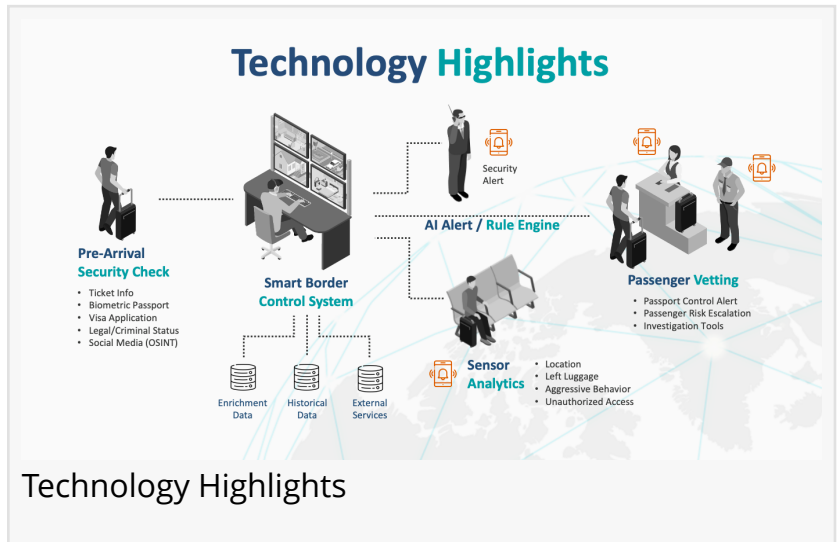 Technology Highlights
Security
Alert
AI Alert / Rule Engine
Pre-Arrival
Security Check
• Ticket Info
• Biometric Passport
• Visa Application
• Legal/Criminal Status
• Social Media (OSINT)
Smart Border
Control System
Passenger Vetting
• Passport Control Alert
• Passenger Risk Escalation
• Investigation Tools
Sensor
Analytics
• Location
• Left Luggage
• Aggressive Behavior
• Unauthorized Access
Enrichment
Data
Historical
Data
External
Services
Technology Highlights